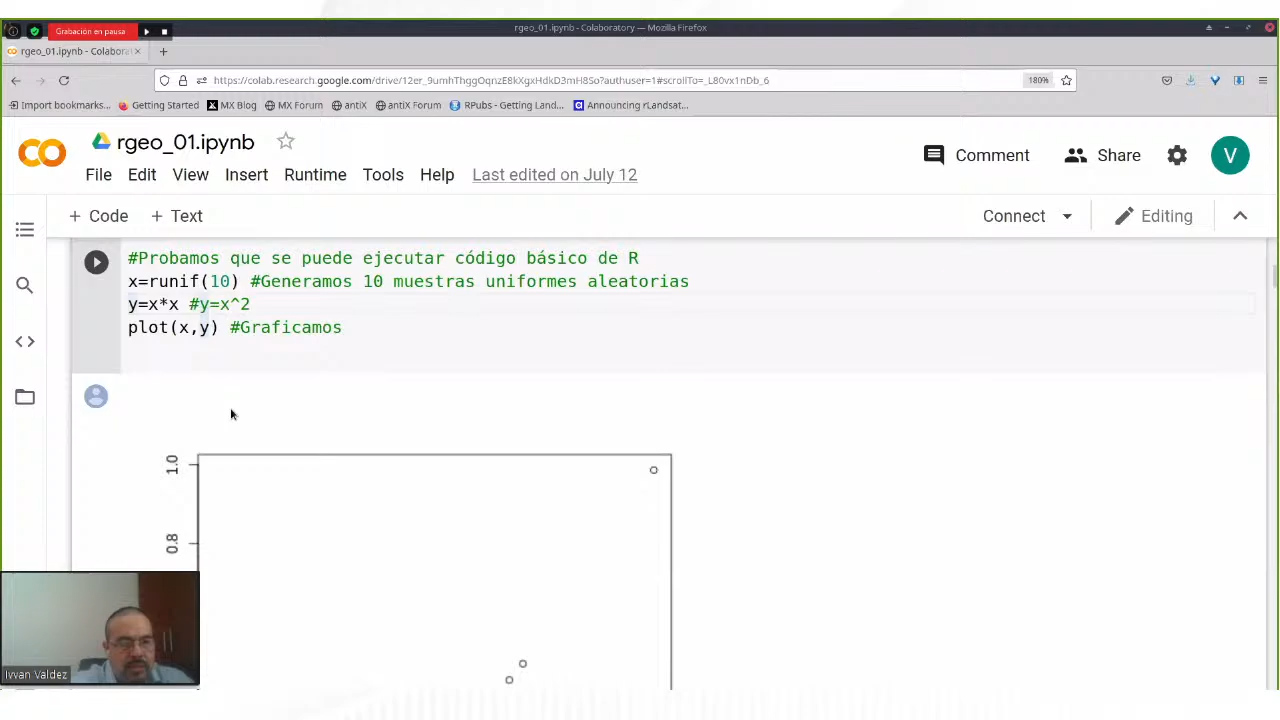 rgeo_01.ipynb - Colaboratory — Mozilla Firefox
Grabación en pausa
rgeo_01.ipynb - Colabora
https://colab.research.google.com/drive/12er_9umhThggOqnzE8kXgxHdkD3mH8So?authuser=1#scrollTo=_L80vx1nDb_6
180%
Import bookmarks... Getting Started MX Blog MX Forum antiX antiX Forum RPubs - Getting Land... Announcing rLandsat...
rgeo_01.ipynb
Comment Share V
File Edit View Insert Runtime Tools Help Last edited on July 12
+ Code + Text Connect Editing
#Probamos que se puede ejecutar código básico de R
x=runif(10) #Generamos 10 muestras uniformes aleatorias
y=x*x #y=x^2
plot(x,y) #Graficamos
1.0
0.8
Ivvan Valdez